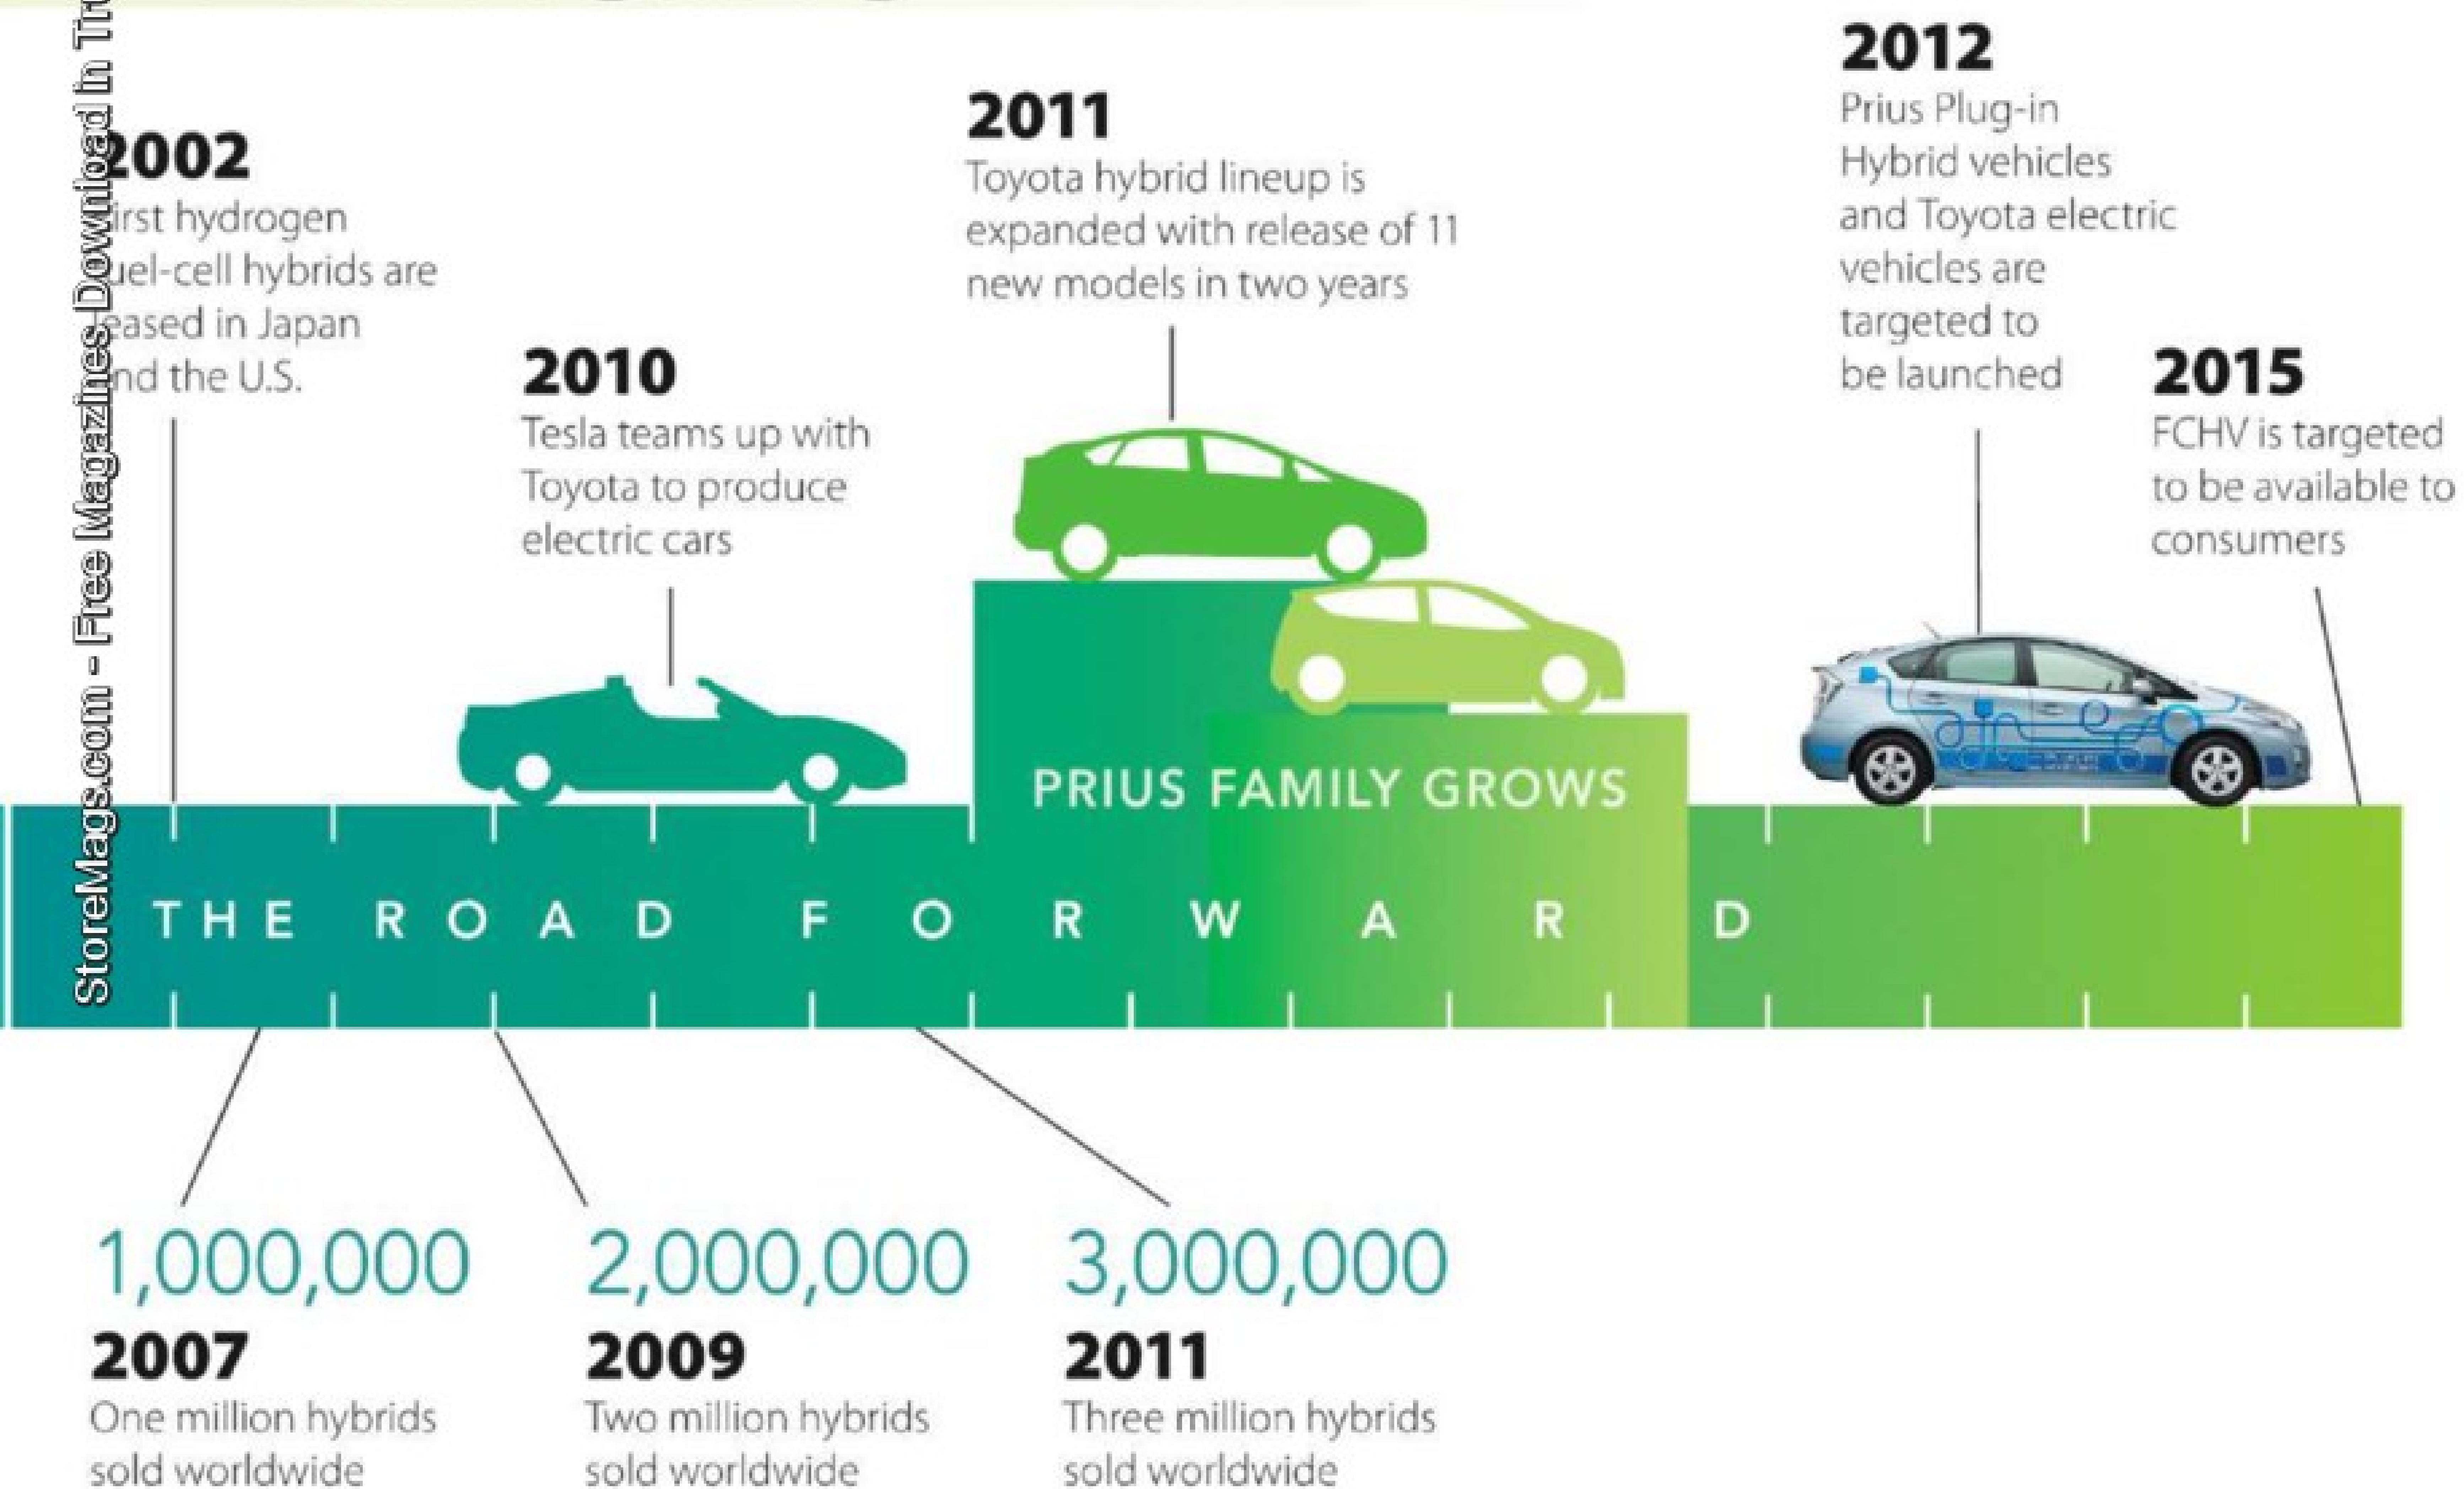 StoreMags.com - Free Magazines Download in
2002
irst hydrogen
uel-cell hybrids are
eased in Japan
nd the U.S.
2010
Tesla teams up with
Toyota to produce
electric cars
2011
Toyota hybrid lineup is
expanded with release of 11
new models in two years
2012
Prius Plug-in
Hybrid vehicles
and Toyota electric
vehicles are
targeted to
be launched
2015
FCHV is targeted
to be available to
consumers
PRIUS FAMILY GROWS
THE ROAD FORWARD
1,000,000
2007
One million hybrids
sold worldwide
2,000,000
2009
Two million hybrids
sold worldwide
3,000,000
2011
Three million hybrids
sold worldwide